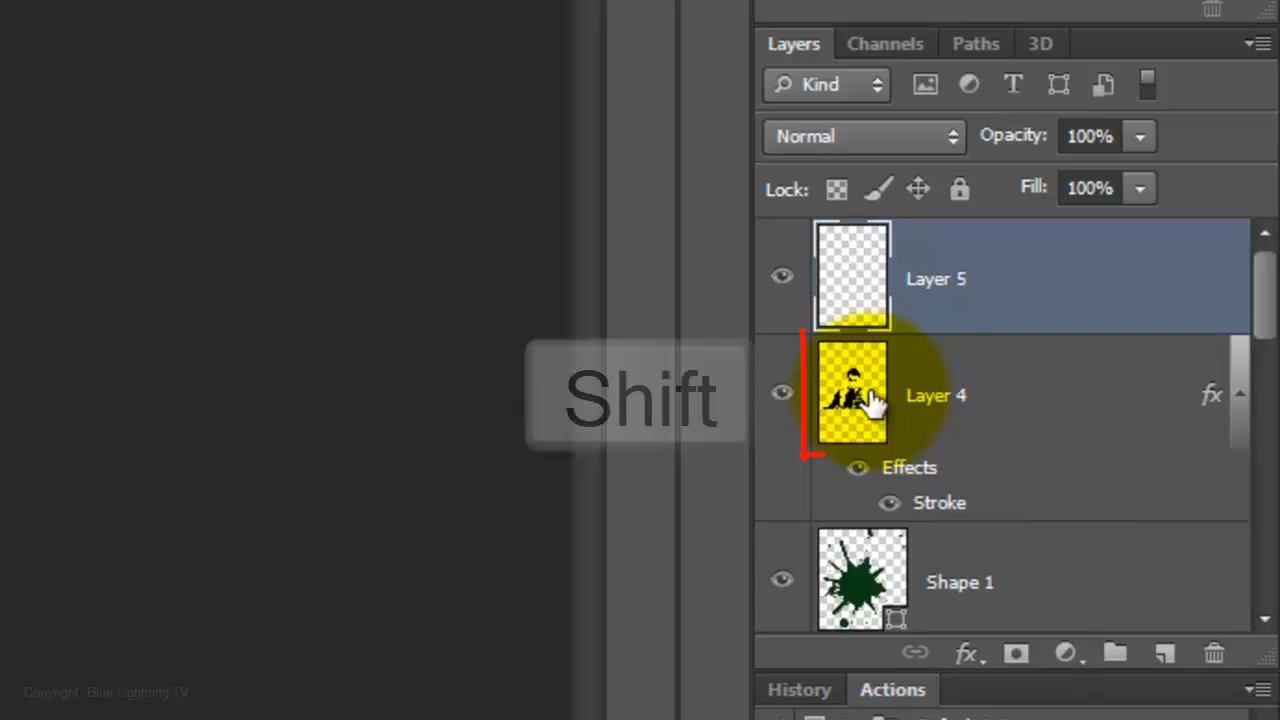 Layers Channels Paths 3D
Kind
Normal Opacity: 100%
Lock: Fill: 100%
Layer 5
Shift
Layer 4 fx
Effects
Stroke
Shape 1
fx
History Actions
Copyright Blue Lightning TV